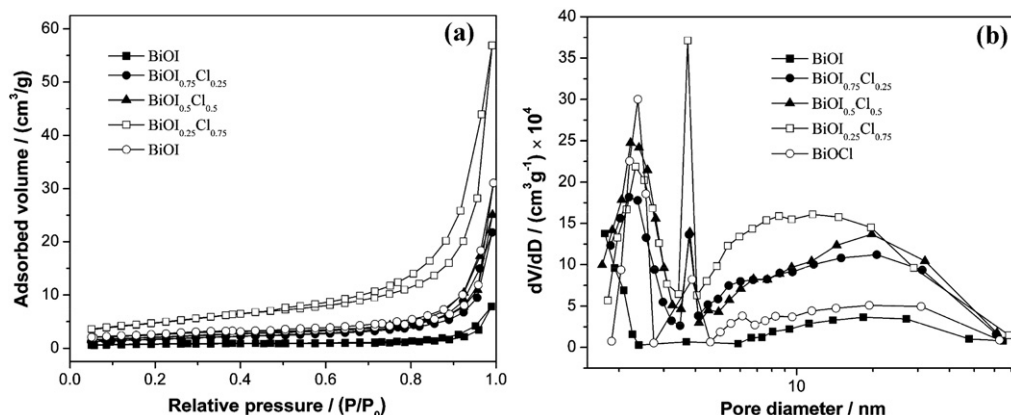 (a)
60
50
40
30
20
10
0
Adsorbed volume / (cm³/g)
BiOI
BiOI₀.₇₅Cl₀.₂₅
BiOI₀.₅Cl₀.₅
BiOI₀.₂₅Cl₀.₇₅
BiOI
0.0 0.2 0.4 0.6 0.8 1.0
Relative pressure / (P/P₀)
(b)
40
35
30
25
20
15
10
5
0
dV/dD / (cm³g⁻¹) × 10⁴
BiOI
BiOI₀.₇₅Cl₀.₂₅
BiOI₀.₅Cl₀.₅
BiOI₀.₂₅Cl₀.₇₅
BiOCl
10
Pore diameter / nm